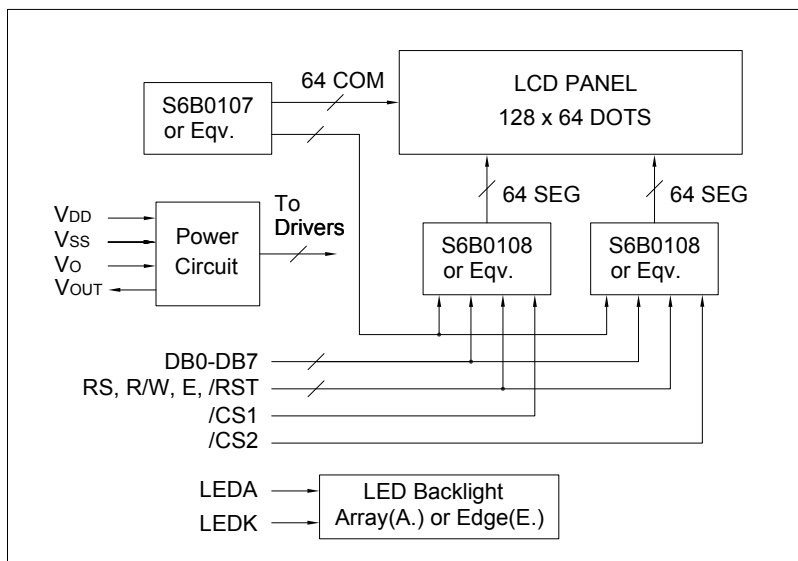 64 COM
S6B0107
or Eqv.
LCD PANEL
128 x 64 DOTS
64 SEG
64 SEG
S6B0108
or Eqv.
S6B0108
or Eqv.
VDD
VSS
VO
VOUT
Power
Circuit
To
Drivers
DB0-DB7
RS, R/W, E, /RST
/CS1
/CS2
LEDA
LEDK
LED Backlight
Array(A.) or Edge(E.)